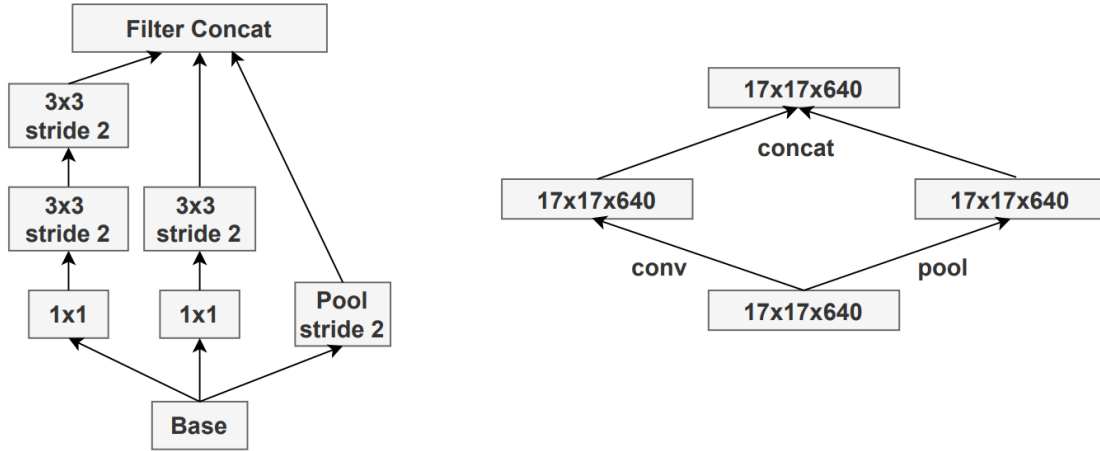 Filter Concat
3x3
stride 2
3x3
stride 2
3x3
stride 2
1x1
1x1
Pool
stride 2
Base
17x17x640
concat
17x17x640
17x17x640
conv
pool
17x17x640